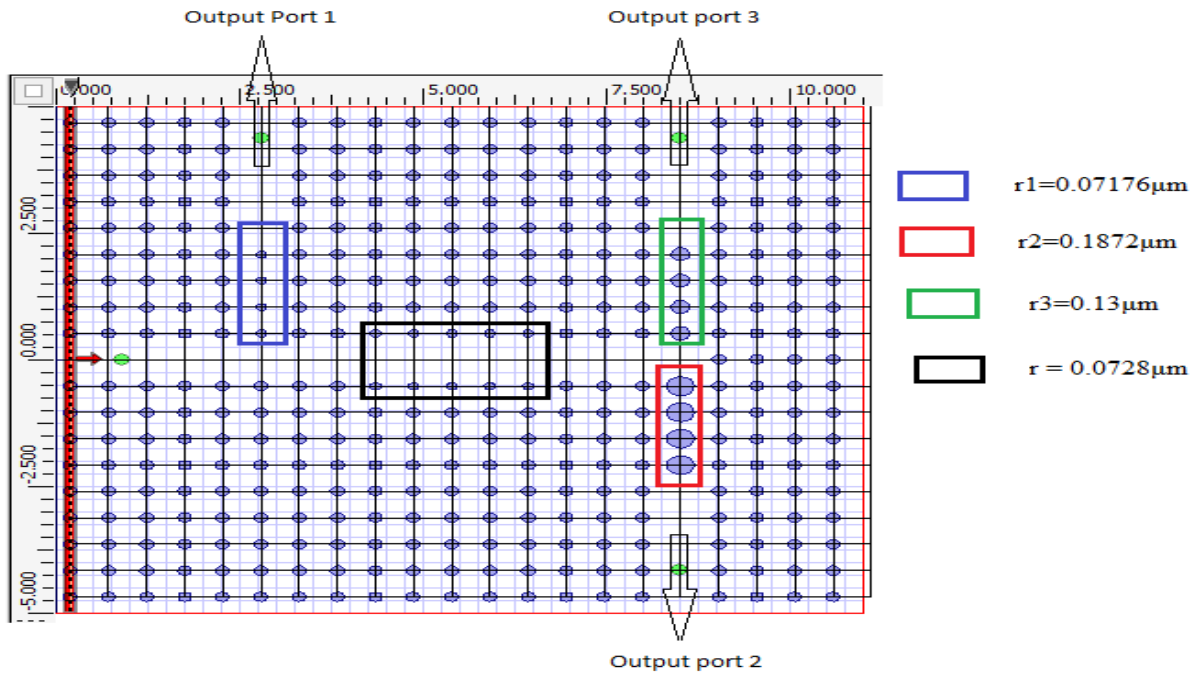 Output Port 1
Output port 3
0.000 2.500 5.000 7.500 10.000
2.500
0.000
-2.500
-5.000
r1=0.07176µm
r2=0.1872µm
r3=0.13µm
r = 0.0728µm
Output port 2